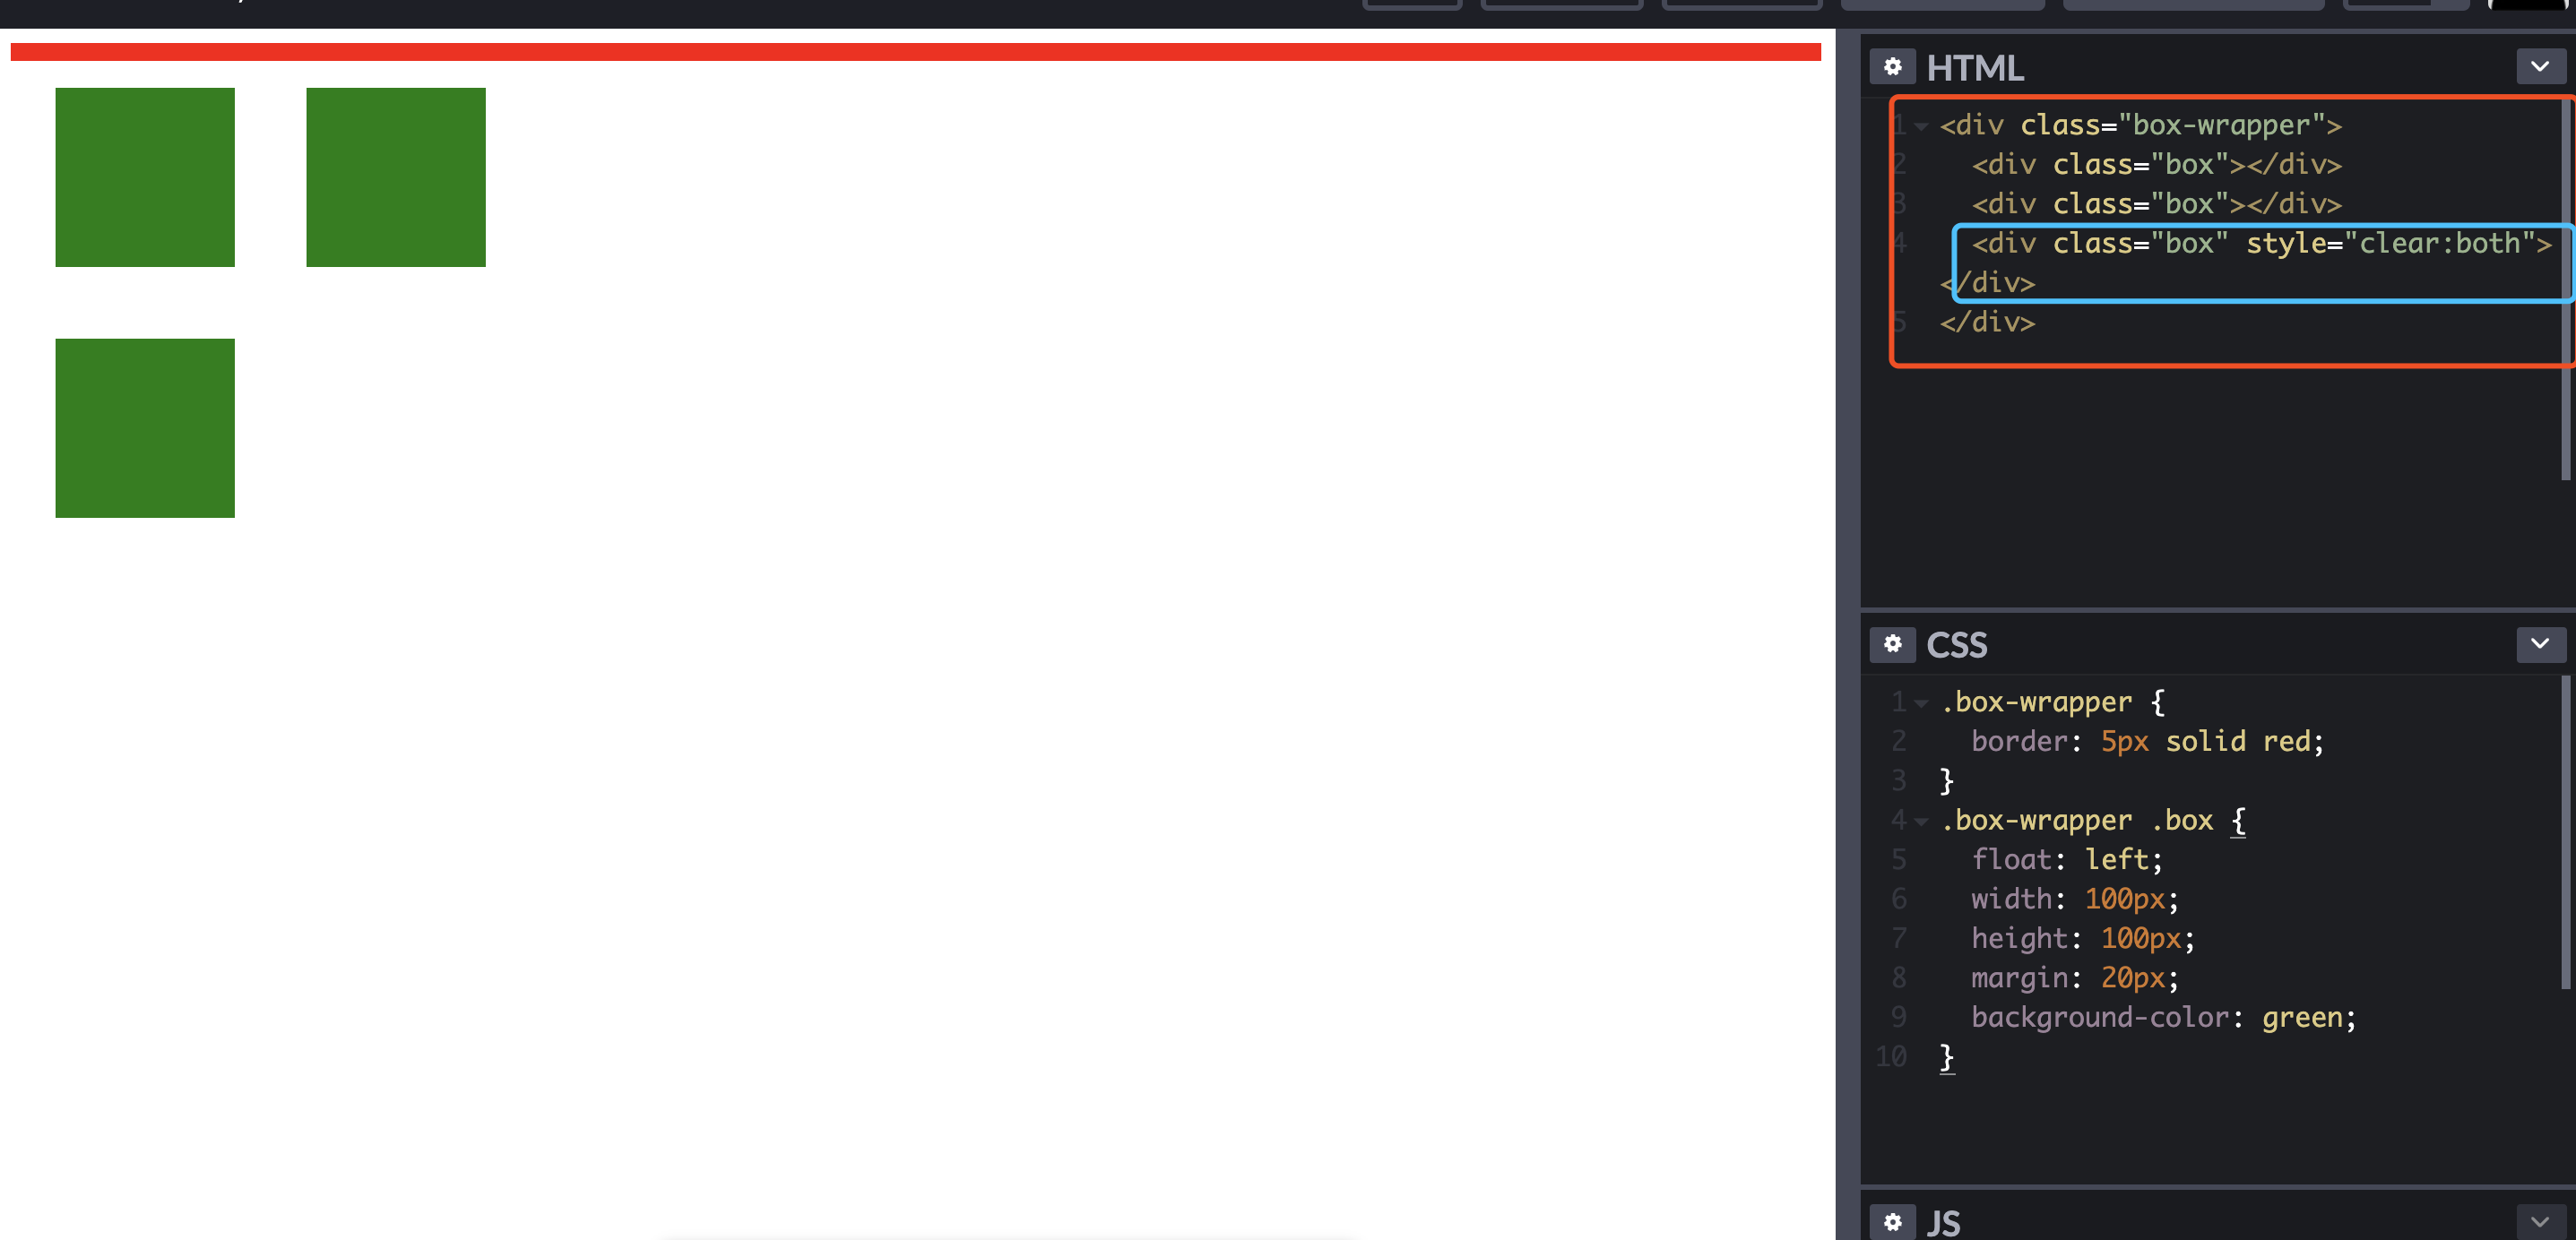 HTML
1 <div class="box-wrapper">
2 <div class="box"></div>
3 <div class="box"></div>
4 <div class="box" style="clear:both">
</div>
5 </div>
CSS
1 .box-wrapper {
2 border: 5px solid red;
3 }
4 .box-wrapper .box {
5 float: left;
6 width: 100px;
7 height: 100px;
8 margin: 20px;
9 background-color: green;
10 }
JS